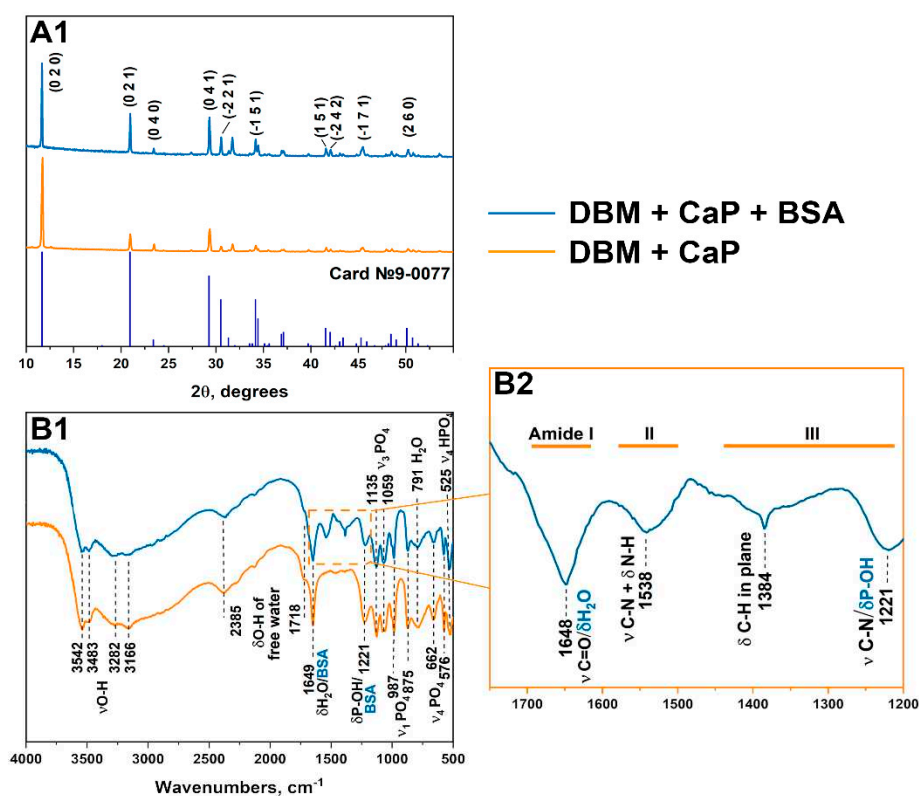 A1
(0 2 0)
(0 2 1)
(0 4 0)
(0 4 1)
(-2 2 1)
(-1 5 1)
(1 5 1)
(-2 4 2)
(-1 7 1)
(2 6 0)
Card №9-0077
10 15 20 25 30 35 40 45 50
2θ, degrees
DBM + CaP + BSA
DBM + CaP
B1
3542
3483
3282
3166
νO-H
2385
δO-H of
free water
1718
1649
δH₂O/BSA
δP-OH/
BSA
1221
1135
1059
ν₃ PO₄
987
875
ν₁ PO₄
791 H₂O
662
576
ν₄ PO₄
525 ν₄ HPO₄
4000 3500 3000 2500 2000 1500 1000 500
Wavenumbers, cm⁻¹
B2
Amide I
II
III
1648
ν C=O/δH₂O
ν C-N + δ N-H
1538
δ C-H in plane
1384
ν C-N/δP-OH
1221
1700 1600 1500 1400 1300 1200